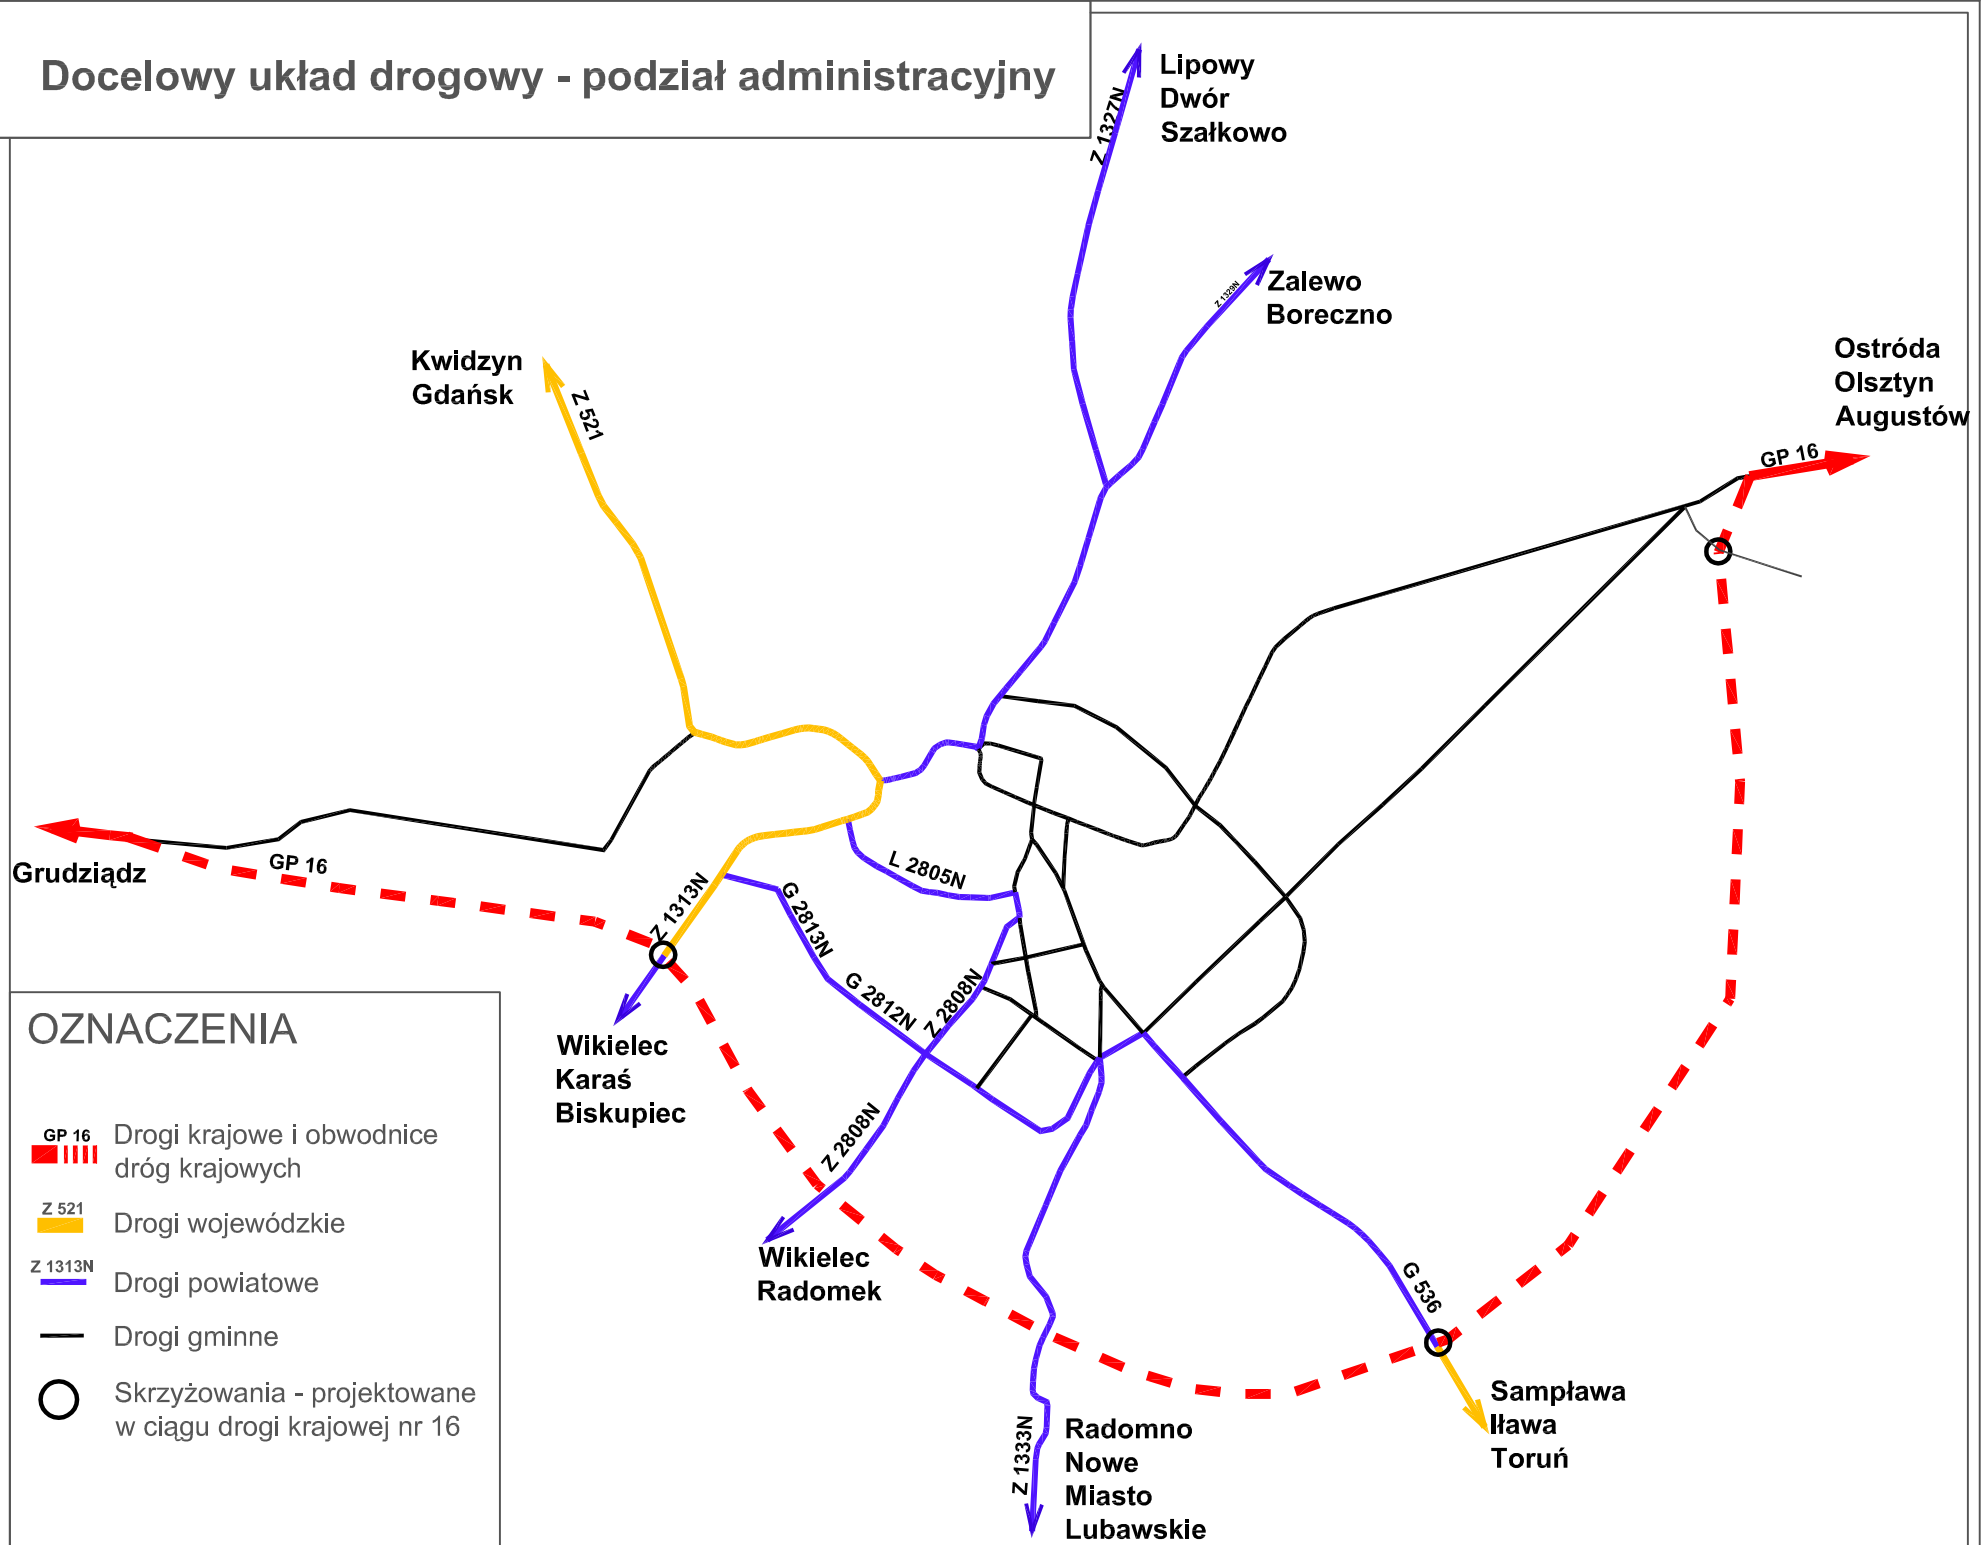 Docelowy układ drogowy - podział administracyjny
Lipowy
Dwór
Szałkowo
Z 1327N
Zalewo
Boreczno
Z 1329N
Kwidzyn
Gdańsk
Z 521
Ostróda
Olsztyn
Augustów
GP 16
Grudziądz
GP 16
Z 1313N
L 2805N
G 2813N
G 2812N
Z 2808N
Z 2808N
Wikielec
Karaś
Biskupiec
Wikielec
Radomek
G 536
Sampława
Iława
Toruń
Z 1333N
Radomno
Nowe
Miasto
Lubawskie
OZNACZENIA
GP 16
Drogi krajowe i obwodnice
dróg krajowych
Z 521
Drogi wojewódzkie
Z 1313N
Drogi powiatowe
Drogi gminne
Skrzyżowania - projektowane
w ciągu drogi krajowej nr 16